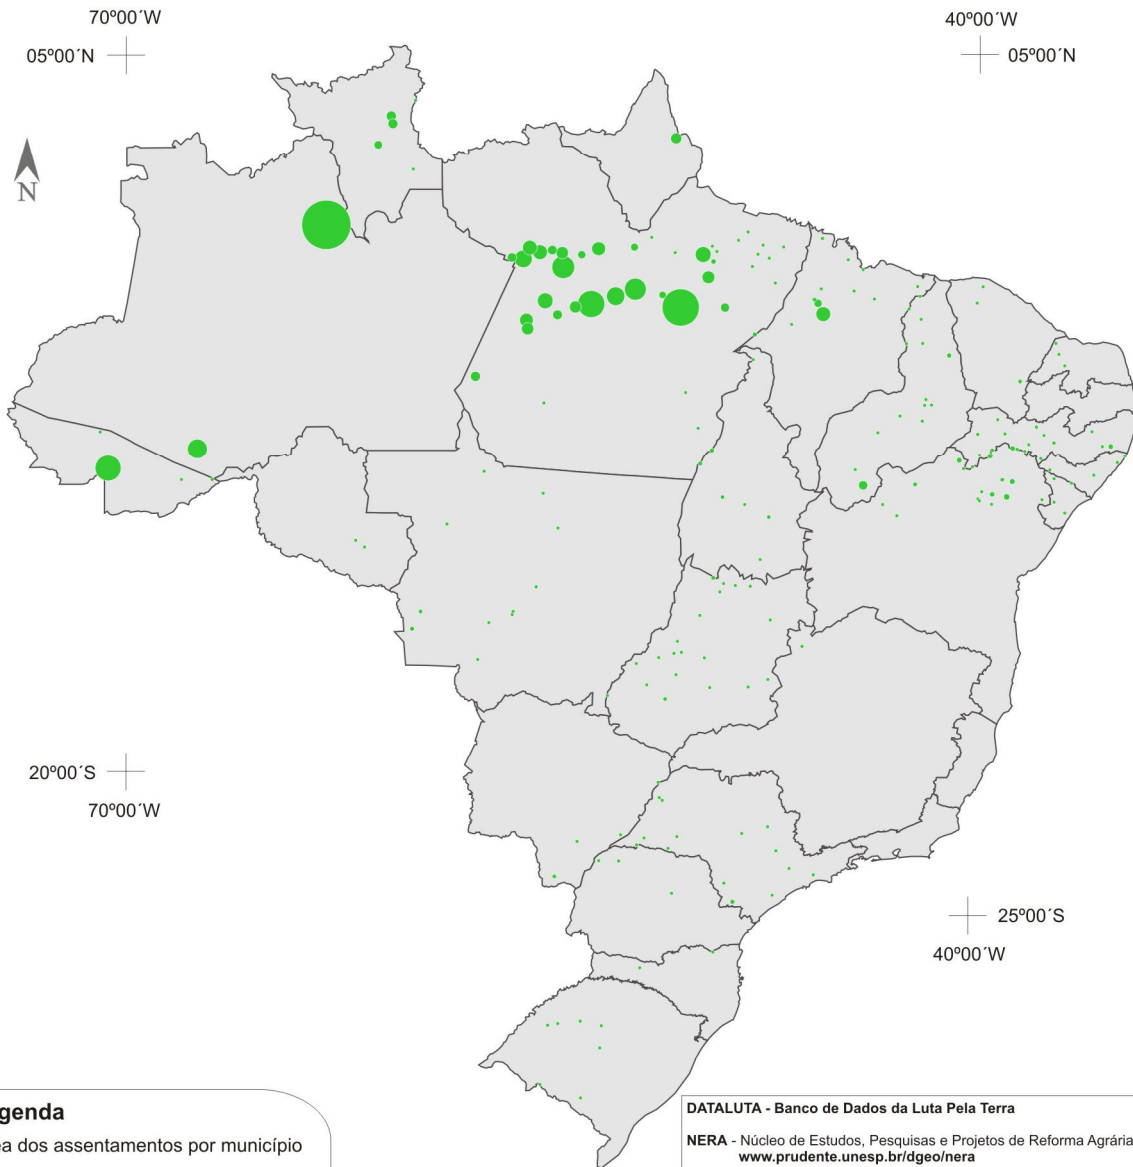 70º00´W
40º00´W
05º00´N
05º00´N
N
20º00´S
70º00´W
25º00´S
40º00´W
genda
ea dos assentamentos por município
DATALUTA - Banco de Dados da Luta Pela Terra
NERA - Núcleo de Estudos, Pesquisas e Projetos de Reforma Agrária
www.prudente.unesp.br/dgeo/nera